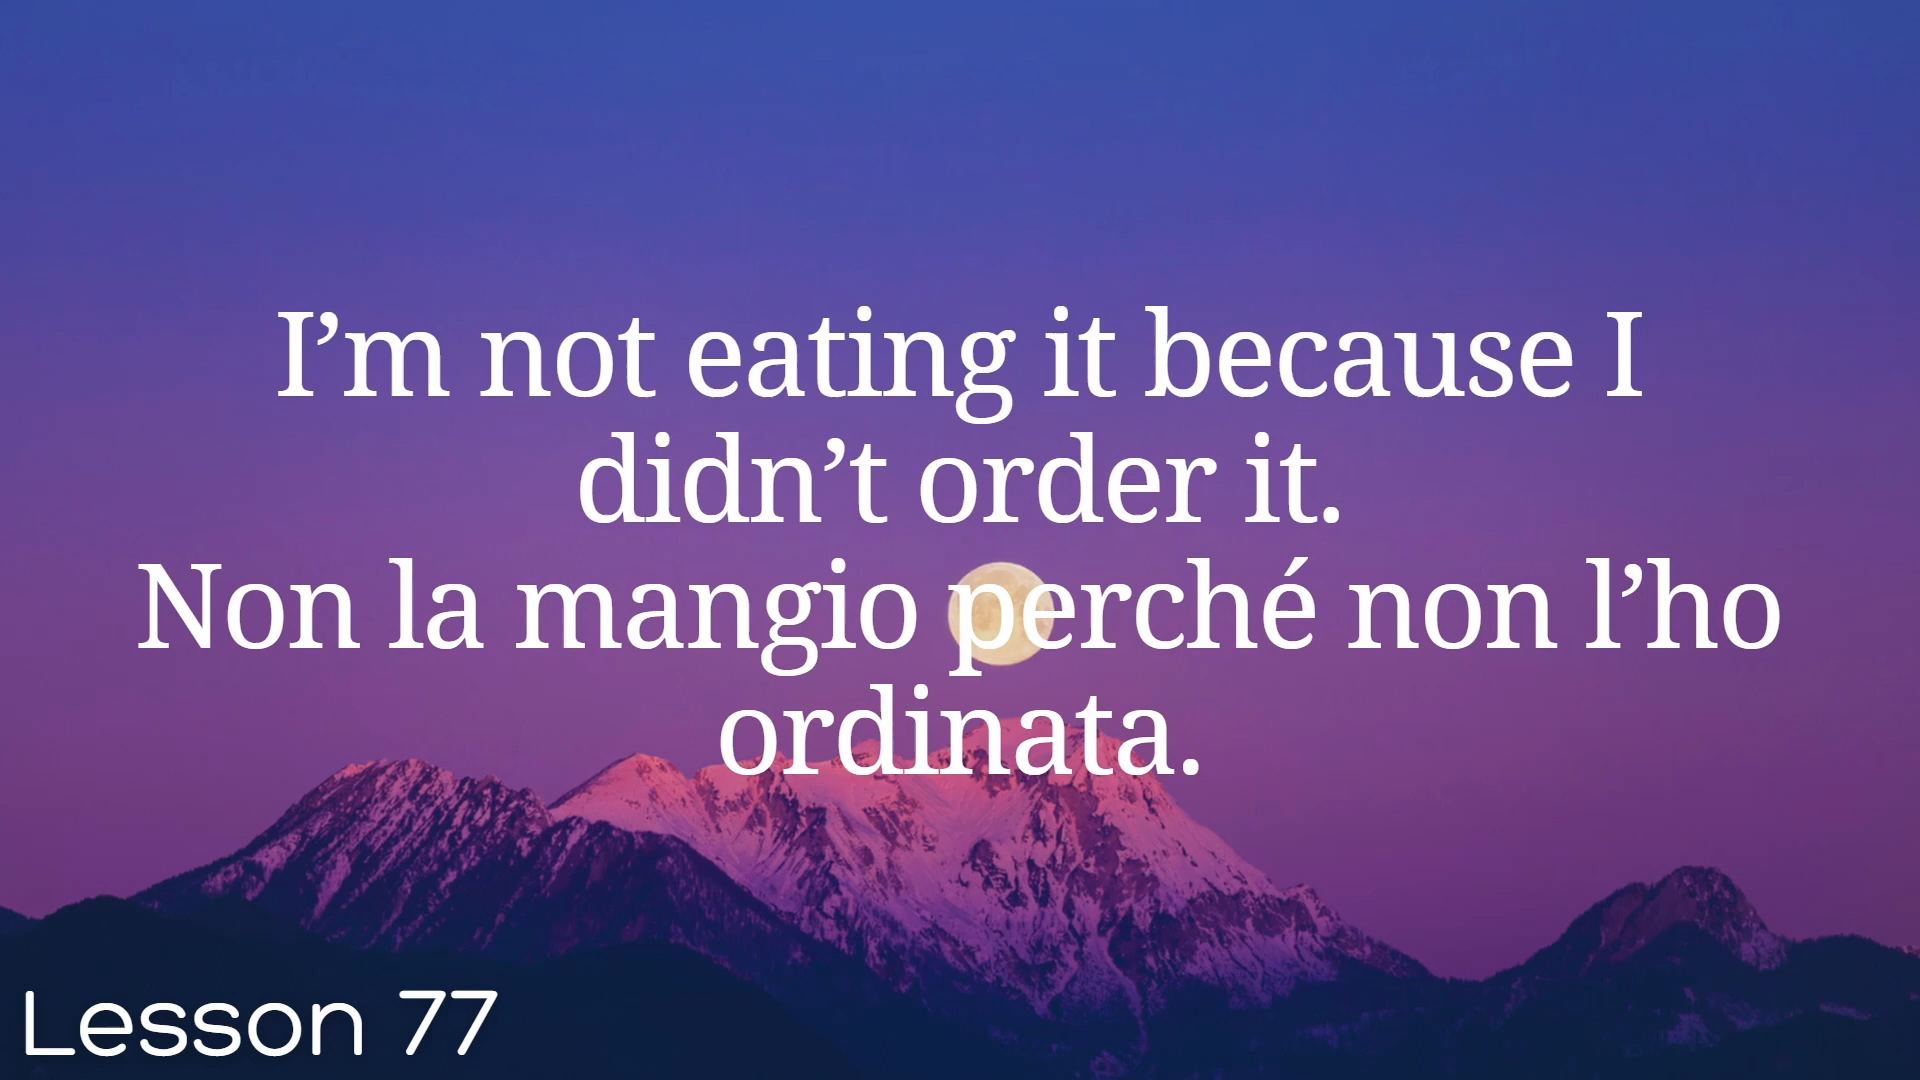 I’m not eating it because I
didn’t order it.
Non la mangio perché non l’ho
ordinata.
Lesson 77